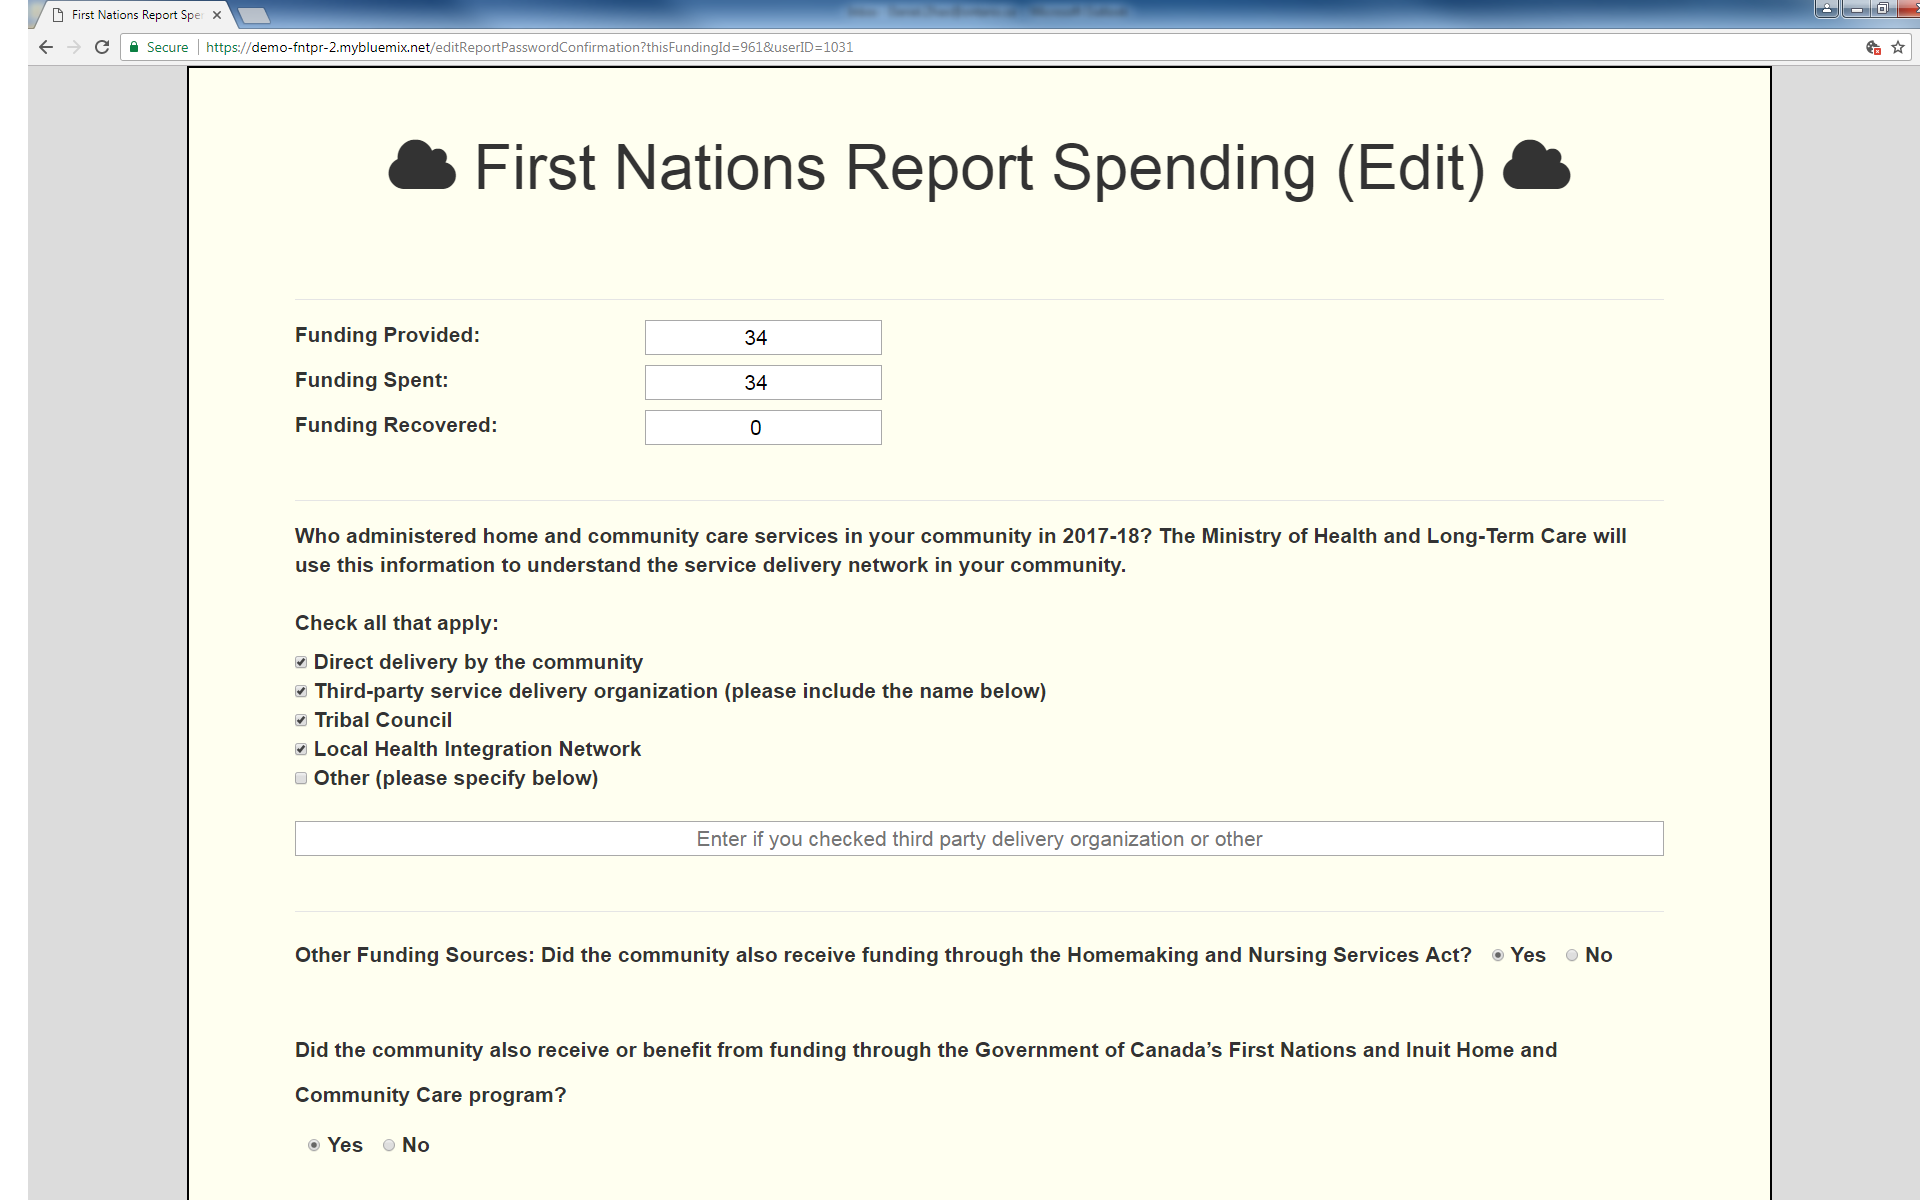 First Nations Report Spe
Secure https://demo-fntpr-2.mybluemix.net/editReportPasswordConfirmation?thisFundingId=961&userID=1031
First Nations Report Spending (Edit)
Funding Provided: 34
Funding Spent: 34
Funding Recovered: 0
Who administered home and community care services in your community in 2017-18? The Ministry of Health and Long-Term Care will
use this information to understand the service delivery network in your community.
Check all that apply:
Direct delivery by the community
Third-party service delivery organization (please include the name below)
Tribal Council
Local Health Integration Network
Other (please specify below)
Enter if you checked third party delivery organization or other
Other Funding Sources: Did the community also receive funding through the Homemaking and Nursing Services Act? Yes No
Did the community also receive or benefit from funding through the Government of Canada’s First Nations and Inuit Home and
Community Care program?
Yes No